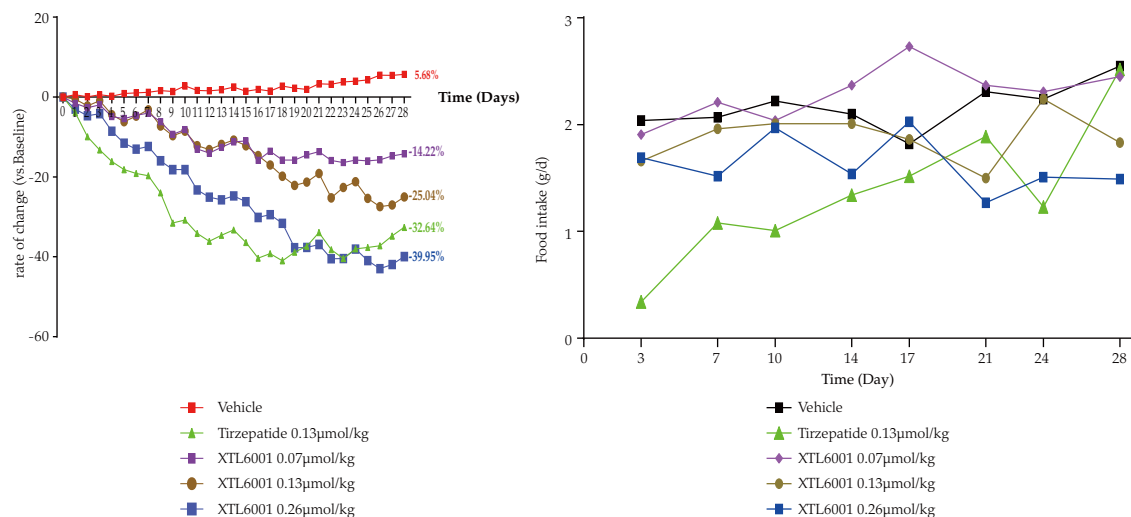 20
0
-20
-40
-60
rate of change (vs.Baseline)
0 5 6 7 8 9 10 11 12 13 14 15 16 17 18 19 20 21 22 23 24 25 26 27 28
Time (Days)
5.68%
-14.22%
-25.04%
-32.64%
-39.95%
Vehicle
Tirzepatide 0.13μmol/kg
XTL6001 0.07μmol/kg
XTL6001 0.13μmol/kg
XTL6001 0.26μmol/kg
3
2
1
0
Food intake (g/d)
0 3 7 10 14 17 21 24 28
Time (Day)
Vehicle
Tirzepatide 0.13μmol/kg
XTL6001 0.07μmol/kg
XTL6001 0.13μmol/kg
XTL6001 0.26μmol/kg